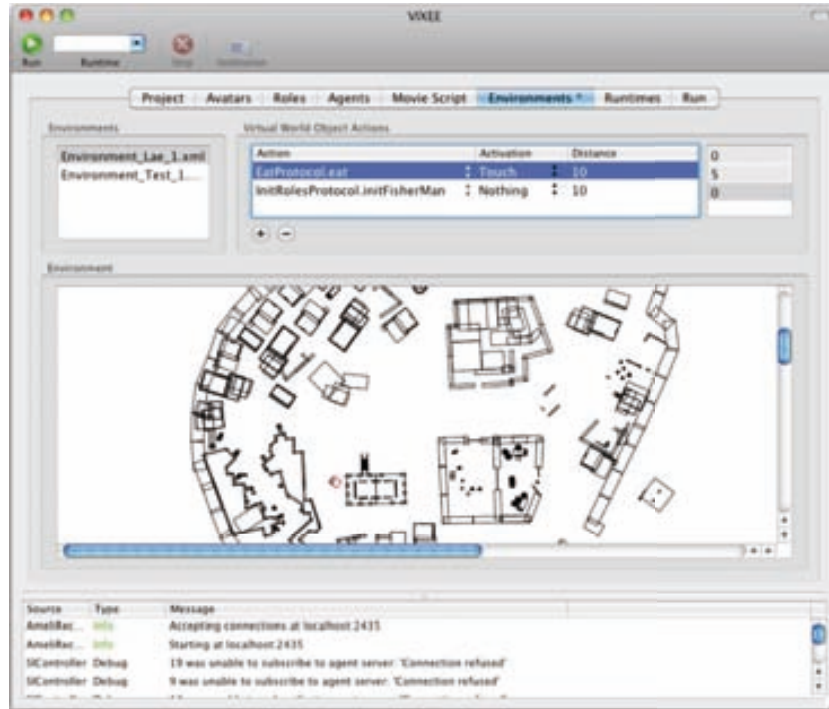 VIXEE
Run Runtime Stop
Project Avatars Roles Agents Movie Script Environments * Runtimes Run
Environments
Virtual World Object Actions
Environment_Lae_1.xml
Environment_Test_1....
Action Activation Distance
EatProtocol.eat Touch 10
InitRolesProtocol.initFisherMan Nothing 10
0
5
0
Environment
Source Type Message
AmeliRec... Info Accepting connections at localhost:2435
AmeliRec... Info Starting at localhost:2435
SIController Debug 19 was unable to subscribe to agent server: 'Connection refused'
SIController Debug 9 was unable to subscribe to agent server: 'Connection refused'